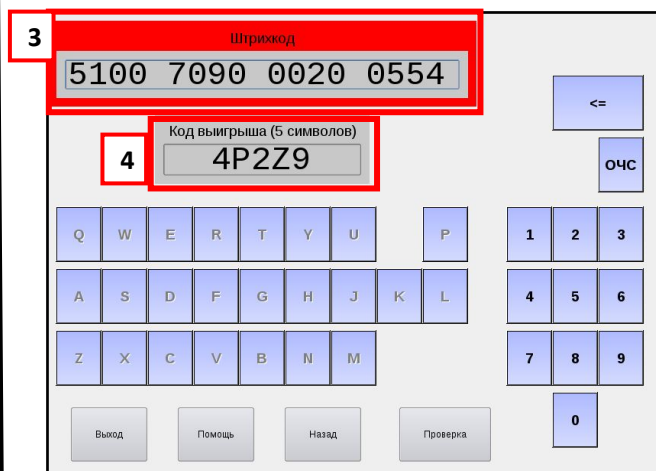 3
Штрихкод
5100 7090 0020 0554
<=
Код выигрыша (5 символов)
4
4P2Z9
ОЧС
Q W E R T Y U P 1 2 3
A S D F G H J K L 4 5 6
Z X C V B N M 7 8 9
0
Выход Помощь Назад Проверка